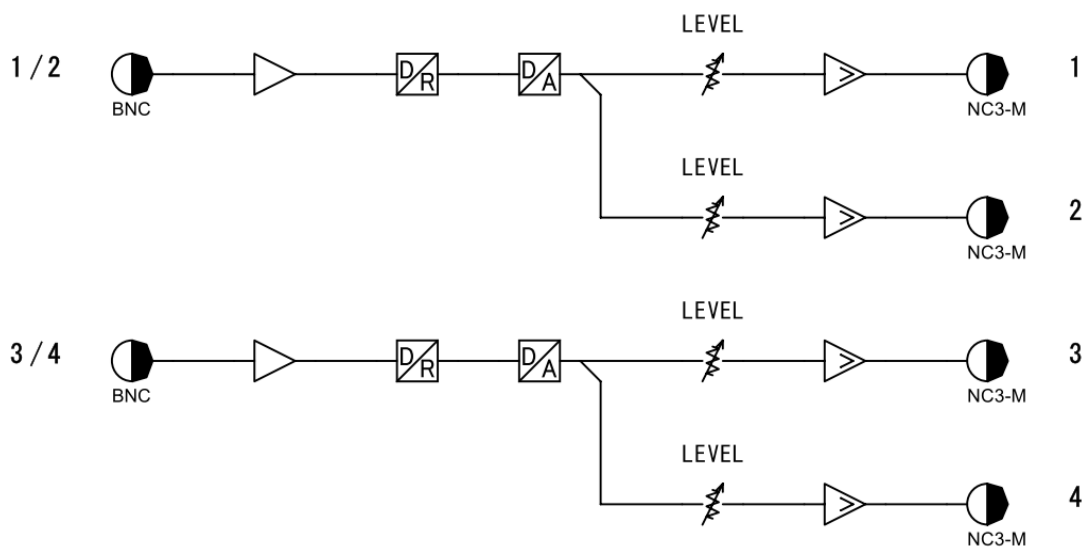 LEVEL
1/2 D/R D/A > 1
BNC NC3-M
LEVEL
> 2
NC3-M
LEVEL
3/4 D/R D/A > 3
BNC NC3-M
LEVEL
> 4
NC3-M